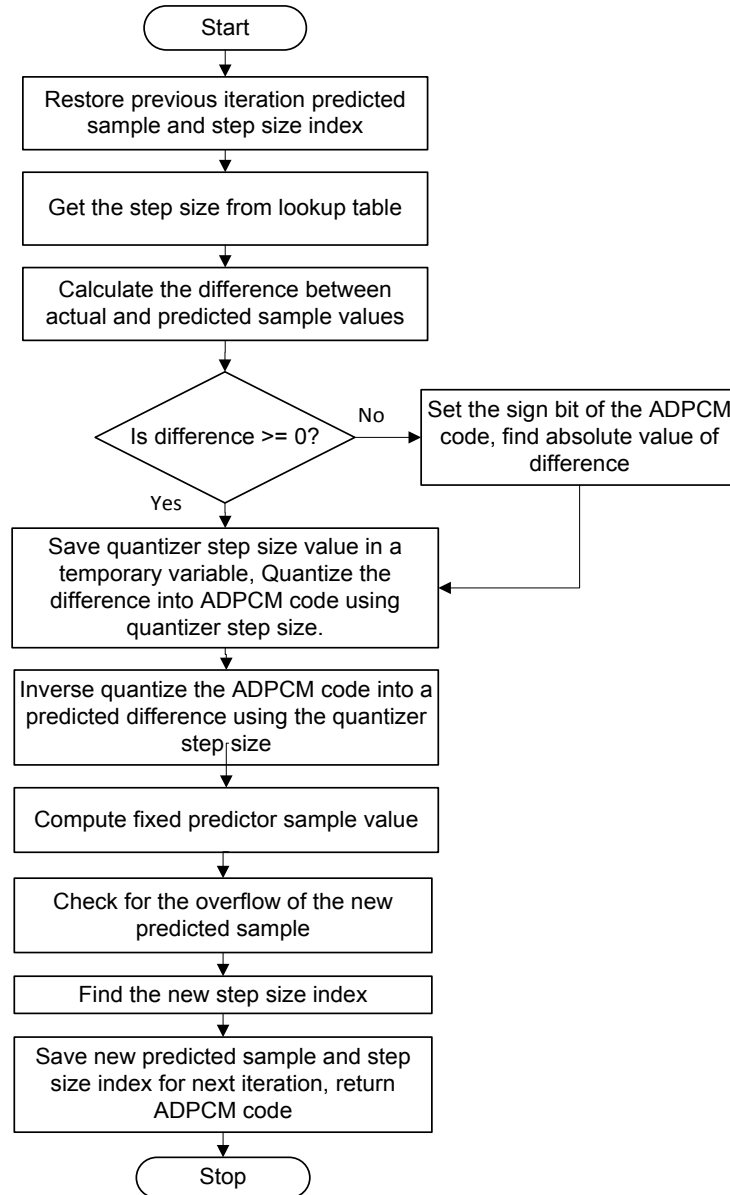 Start
Restore previous iteration predicted
sample and step size index
Get the step size from lookup table
Calculate the difference between
actual and predicted sample values
Is difference >= 0?
No
Set the sign bit of the ADPCM
code, find absolute value of
difference
Yes
Save quantizer step size value in a
temporary variable, Quantize the
difference into ADPCM code using
quantizer step size.
Inverse quantize the ADPCM code into a
predicted difference using the quantizer
step size
Compute fixed predictor sample value
Check for the overflow of the new
predicted sample
Find the new step size index
Save new predicted sample and step
size index for next iteration, return
ADPCM code
Stop